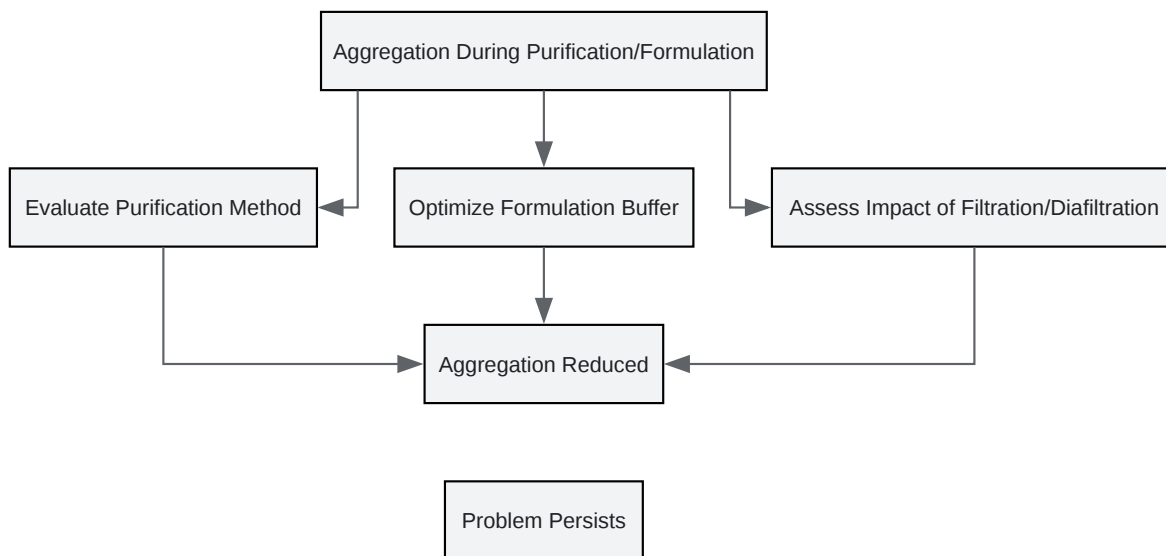 Aggregation During Purification/Formulation
Evaluate Purification Method
Optimize Formulation Buffer
Assess Impact of Filtration/Diafiltration
Aggregation Reduced
Problem Persists